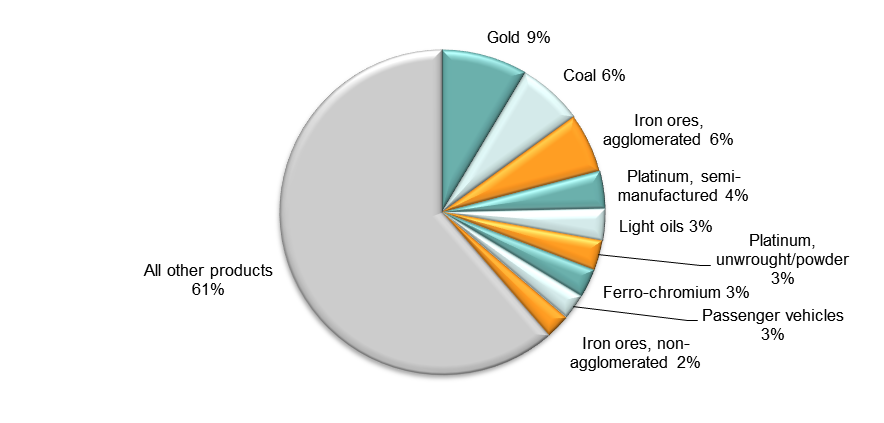 Gold 9%
Coal 6%
Iron ores,
agglomerated 6%
Platinum, semi-
manufactured 4%
Light oils 3%
Platinum,
unwrought/powder
3%
Ferro-chromium 3%
Passenger vehicles
3%
Iron ores, non-
agglomerated 2%
All other products
61%